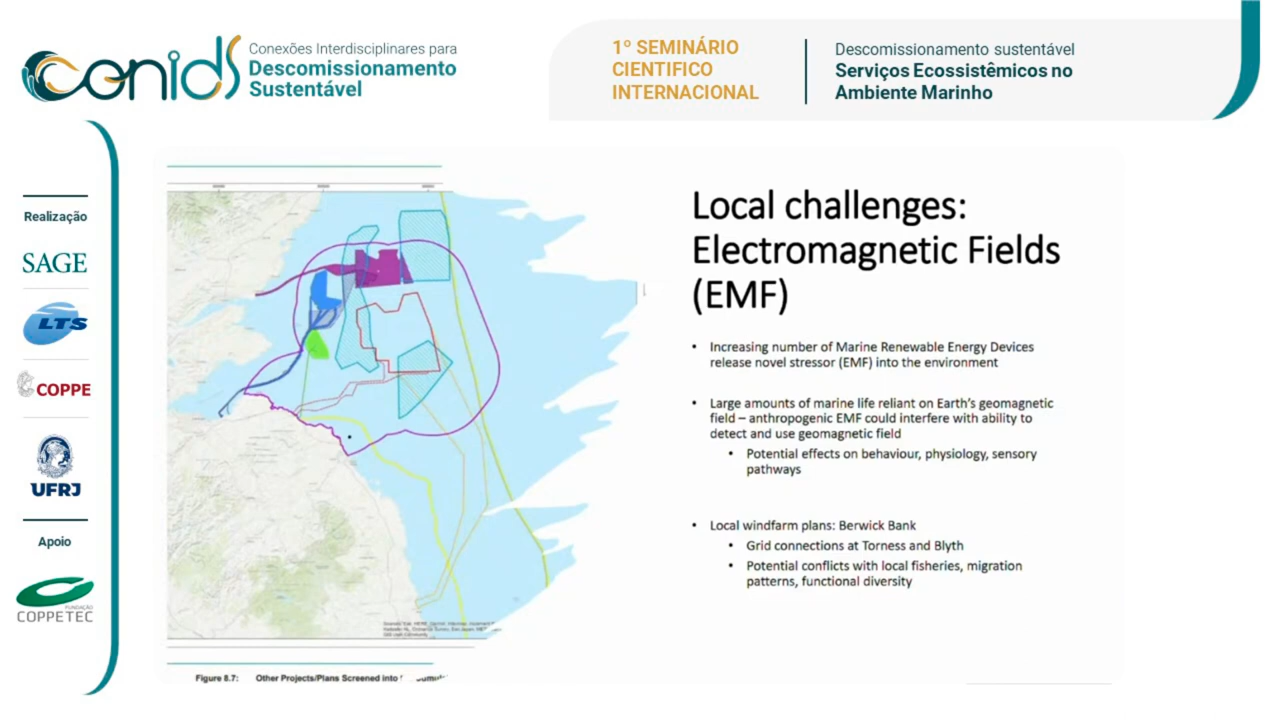 conids
Conexões Interdisciplinares para
Descomissionamento
Sustentável
1º SEMINÁRIO
CIENTIFICO
INTERNACIONAL
Descomissionamento sustentável
Serviços Ecossistêmicos no
Ambiente Marinho
Realização
SAGE
LTS
COPPE
UFRJ
Apoio
FUNDAÇÃO
COPPETEC
Local challenges:
Electromagnetic Fields
(EMF)
• Increasing number of Marine Renewable Energy Devices
release novel stressor (EMF) into the environment
• Large amounts of marine life reliant on Earth's geomagnetic
field – anthropogenic EMF could interfere with ability to
detect and use geomagnetic field
• Potential effects on behaviour, physiology, sensory
pathways
• Local windfarm plans: Berwick Bank
• Grid connections at Torness and Blyth
• Potential conflicts with local fisheries, migration
patterns, functional diversity
Figure 8.7: Other Projects/Plans Screened into